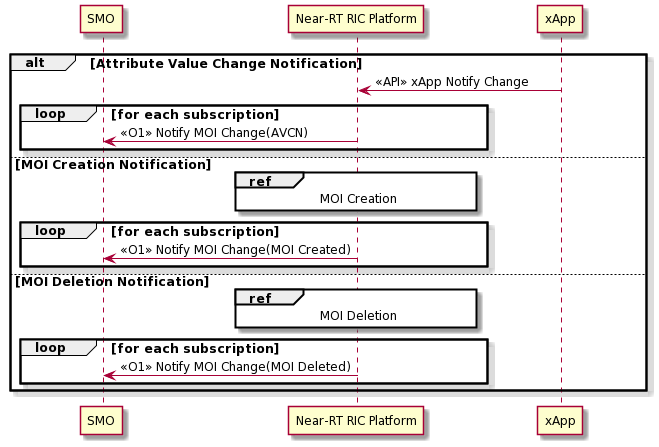 SMO
Near-RT RIC Platform
xApp
alt
[Attribute Value Change Notification]
«API» xApp Notify Change
loop
[for each subscription]
«O1» Notify MOI Change(AVCN)
[MOI Creation Notification]
ref
MOI Creation
loop
[for each subscription]
«O1» Notify MOI Change(MOI Created)
[MOI Deletion Notification]
ref
MOI Deletion
loop
[for each subscription]
«O1» Notify MOI Change(MOI Deleted)
SMO
Near-RT RIC Platform
xApp